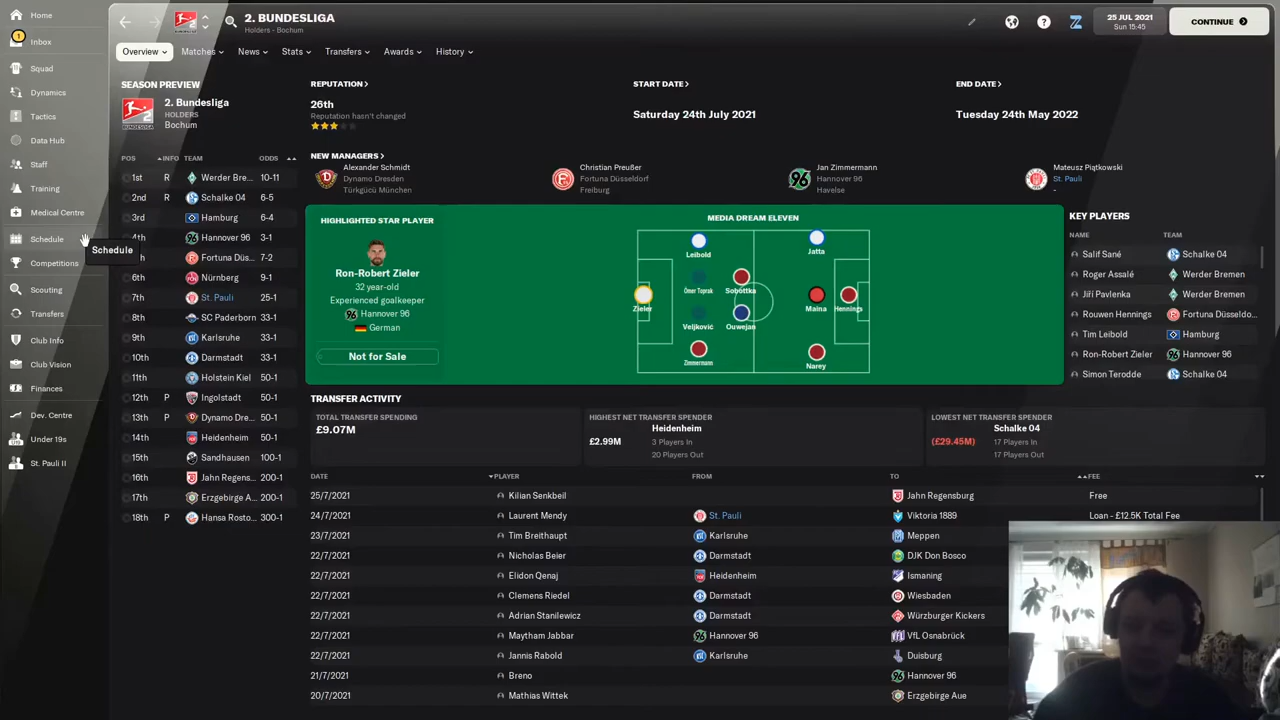 Home
1
Inbox
Squad
Dynamics
Tactics
Data Hub
Staff
Training
Medical Centre
Schedule
Schedule
Competitions
Scouting
Transfers
Club Info
Club Vision
Finances
Dev. Centre
Under 19s
St. Pauli II
2. BUNDESLIGA
Holders - Bochum
25 JUL 2021
Sun 15:45
CONTINUE
Overview Matches News Stats Transfers Awards History
SEASON PREVIEW
2. Bundesliga
HOLDERS
Bochum
REPUTATION
26th
Reputation hasn't changed
START DATE
Saturday 24th July 2021
END DATE
Tuesday 24th May 2022
NEW MANAGERS
Alexander Schmidt
Dynamo Dresden
Türkgücü München
Christian Preußer
Fortuna Düsseldorf
Freiburg
Jan Zimmermann
Hannover 96
Havelse
Mateusz Piątkowski
St. Pauli
-
POS INFO TEAM ODDS
1st R Werder Bre... 10-11
2nd R Schalke 04 6-5
3rd Hamburg 6-4
4th Hannover 96 3-1
h Fortuna Düs... 7-2
6th Nürnberg 9-1
7th St. Pauli 25-1
8th SC Paderborn 33-1
9th Karlsruhe 33-1
10th Darmstadt 33-1
11th Holstein Kiel 50-1
12th P Ingolstadt 50-1
13th P Dynamo Dre... 50-1
14th Heidenheim 50-1
15th Sandhausen 100-1
16th Jahn Regens... 200-1
17th Erzgebirge A... 200-1
18th P Hansa Rosto... 300-1
HIGHLIGHTED STAR PLAYER
Ron-Robert Zieler
32 year-old
Experienced goalkeeper
Hannover 96
German
Not for Sale
MEDIA DREAM ELEVEN
Leibold
Jatta
Ömer Toprak
Sobottka
Zieler
Maina
Hennings
Veljković
Ouwejan
Zimmermann
Narey
KEY PLAYERS
NAME TEAM
Salif Sané Schalke 04
Roger Assalé Werder Bremen
Jiří Pavlenka Werder Bremen
Rouwen Hennings Fortuna Düsseldo...
Tim Leibold Hamburg
Ron-Robert Zieler Hannover 96
Simon Terodde Schalke 04
TRANSFER ACTIVITY
TOTAL TRANSFER SPENDING
£9.07M
HIGHEST NET TRANSFER SPENDER
£2.99M
Heidenheim
3 Players In
20 Players Out
LOWEST NET TRANSFER SPENDER
(£29.45M)
Schalke 04
17 Players In
17 Players Out
DATE PLAYER FROM TO FEE
25/7/2021 Kilian Senkbeil Jahn Regensburg Free
24/7/2021 Laurent Mendy St. Pauli Viktoria 1889 Loan - £12.5K Total Fee
23/7/2021 Tim Breithaupt Karlsruhe Meppen
22/7/2021 Nicholas Beier Darmstadt DJK Don Bosco
22/7/2021 Elidon Qenaj Heidenheim Ismaning
22/7/2021 Clemens Riedel Darmstadt Wiesbaden
22/7/2021 Adrian Stanilewicz Darmstadt Würzburger Kickers
22/7/2021 Maytham Jabbar Hannover 96 VfL Osnabrück
22/7/2021 Jannis Rabold Karlsruhe Duisburg
21/7/2021 Breno Hannover 96
20/7/2021 Mathias Wittek Erzgebirge Aue